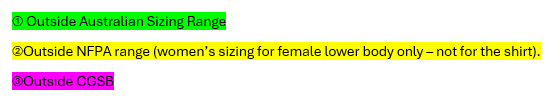 ① Outside Australian Sizing Range
②Outside NFPA range (women’s sizing for female lower body only – not for the shirt).
③Outside CGSB